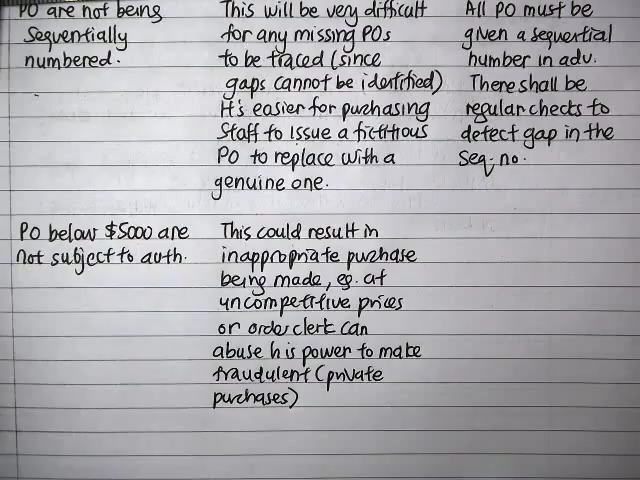 PO are not being
Sequentially
numbered.
This will be very difficult
for any missing POs
to be traced (since
gaps cannot be identified)
It's easier for puchasing
Staff to issue a fictitious
PO to replace with a
genuine one.
All PO must be
given a sequential
number in adv.
There shall be
regular checks to
detect gap in the
Seq. no.
PO below $5000 are
not subject to auth.
This could result in
inappropriate puchase
being made, eg. at
uncompetitive prices
or order clerk can
abuse his power to make
fraudulent (private
purchases)